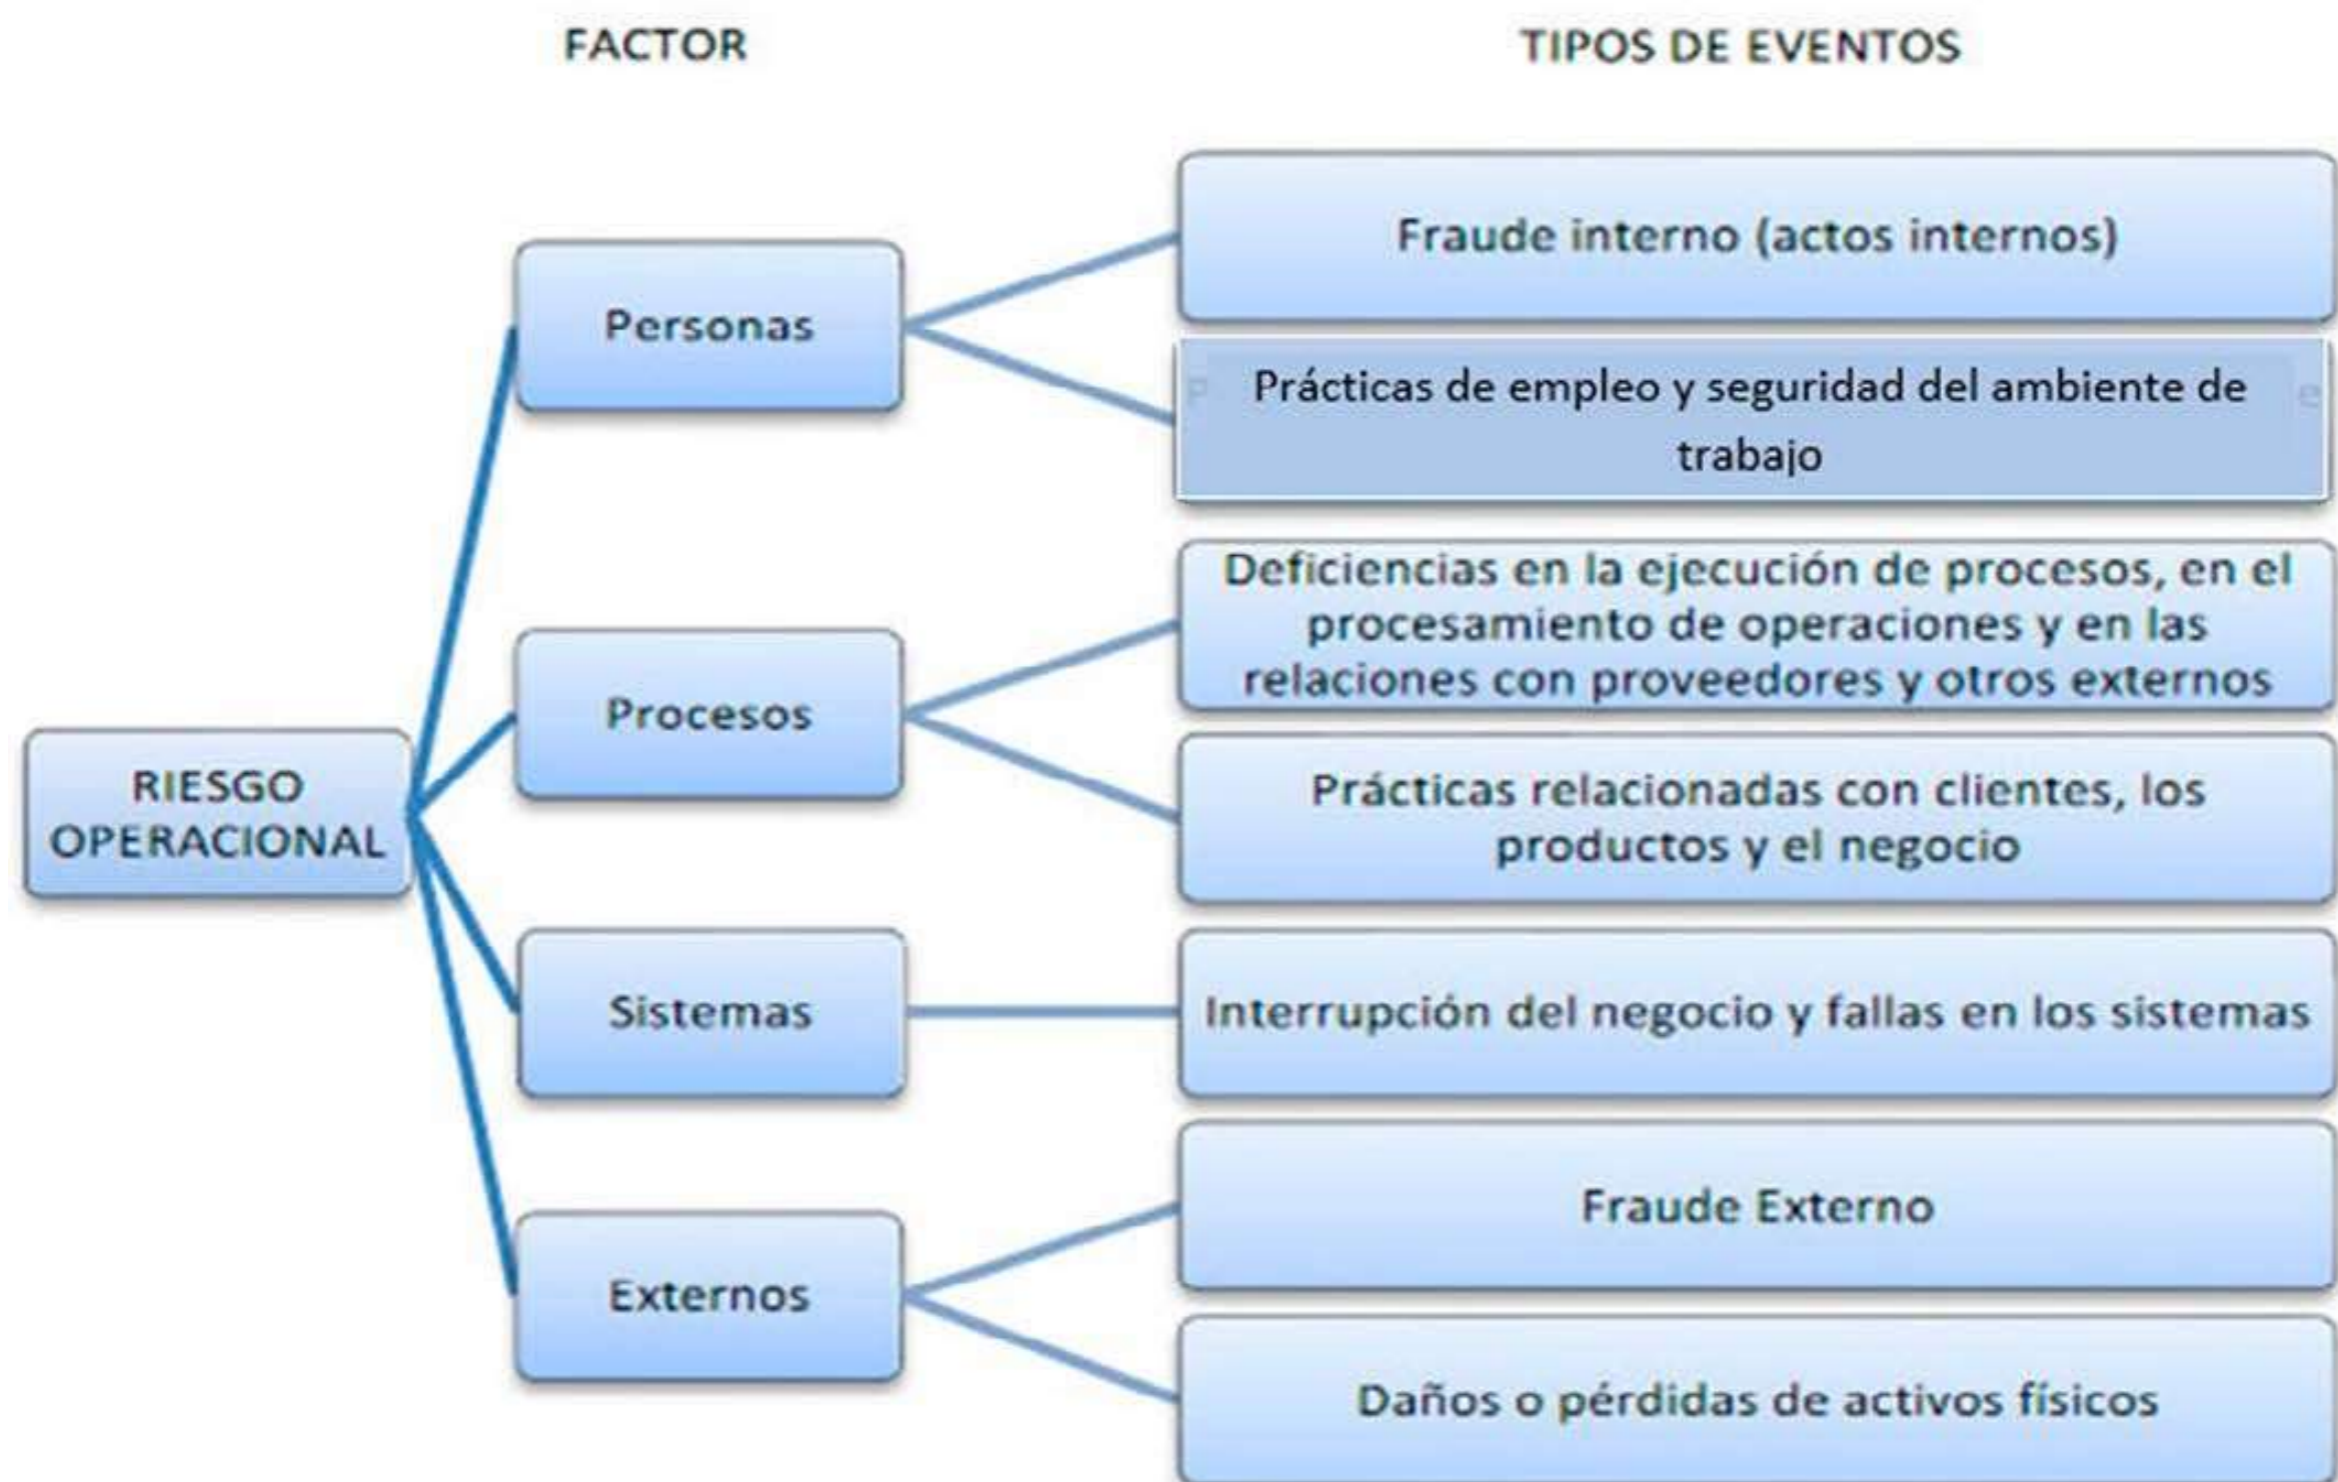 FACTOR
TIPOS DE EVENTOS
Fraude interno (actos internos)
Personas
Prácticas de empleo y seguridad del ambiente de
trabajo
Deficiencias en la ejecución de procesos, en el
procesamiento de operaciones y en las
relaciones con proveedores y otros externos
Procesos
Prácticas relacionadas con clientes, los
productos y el negocio
RIESGO
OPERACIONAL
Sistemas
Interrupción del negocio y fallas en los sistemas
Fraude Externo
Externos
Daños o pérdidas de activos físicos